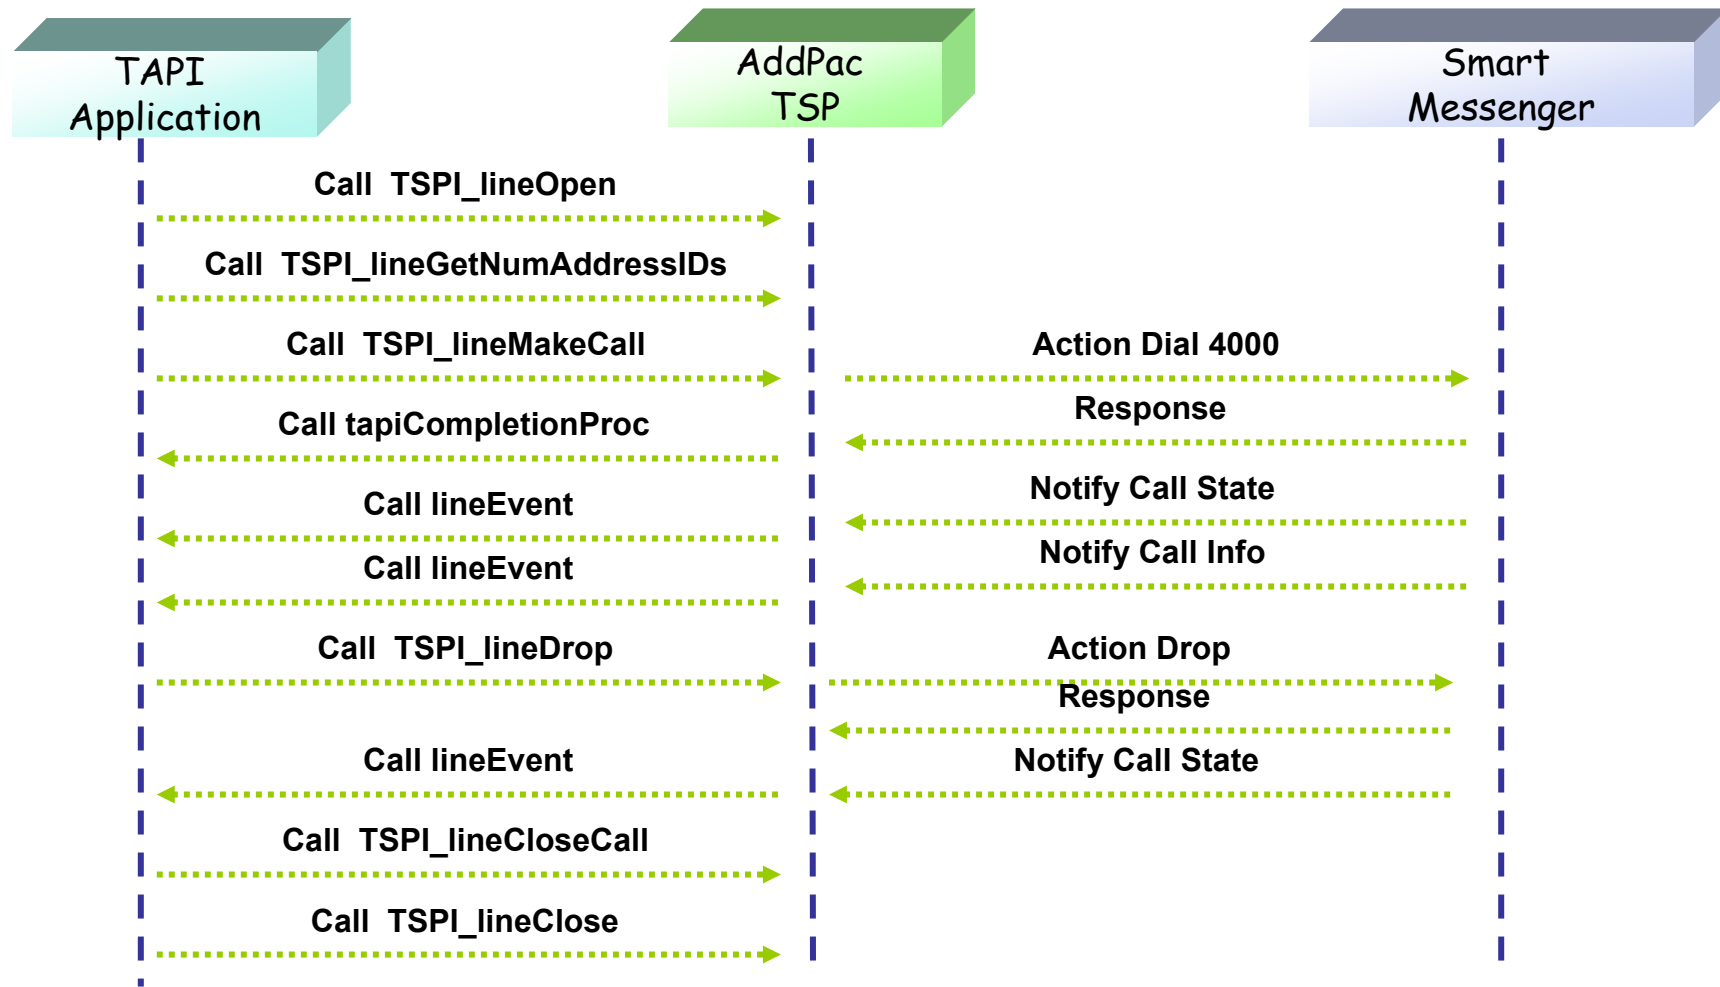 TAPI
Application
AddPac
TSP
Smart
Messenger
Call TSPI_lineOpen
Call TSPI_lineGetNumAddressIDs
Call TSPI_lineMakeCall
Action Dial 4000
Response
Call tapiCompletionProc
Notify Call State
Call lineEvent
Notify Call Info
Call lineEvent
Call TSPI_lineDrop
Action Drop
Response
Call lineEvent
Notify Call State
Call TSPI_lineCloseCall
Call TSPI_lineClose